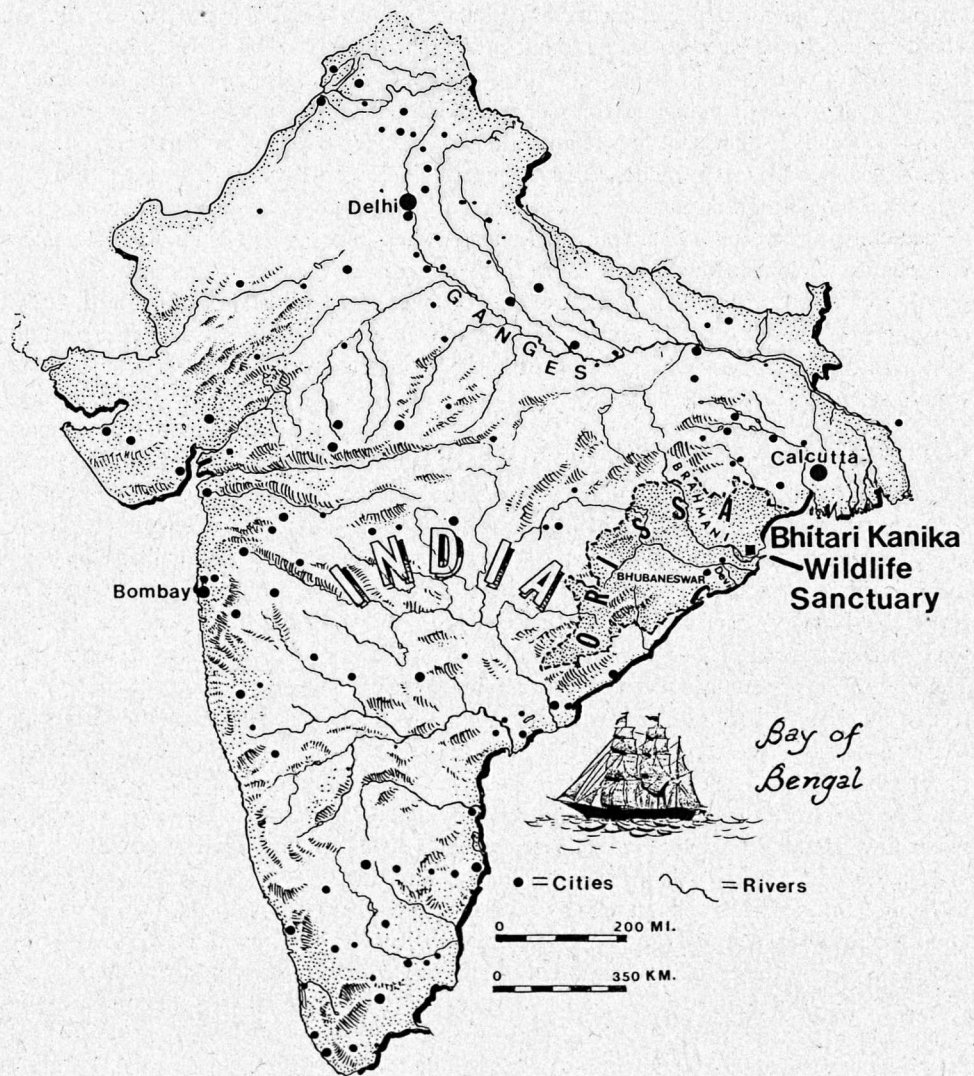 Delhi
GANGES
Calcutta
BRAHMANI
ORISSA
Bhitari Kanika
Wildlife
Sanctuary
BHUBANESWAR
INDIA
Bombay
Bay of
Bengal
= Cities
= Rivers
0 200 MI.
0 350 KM.